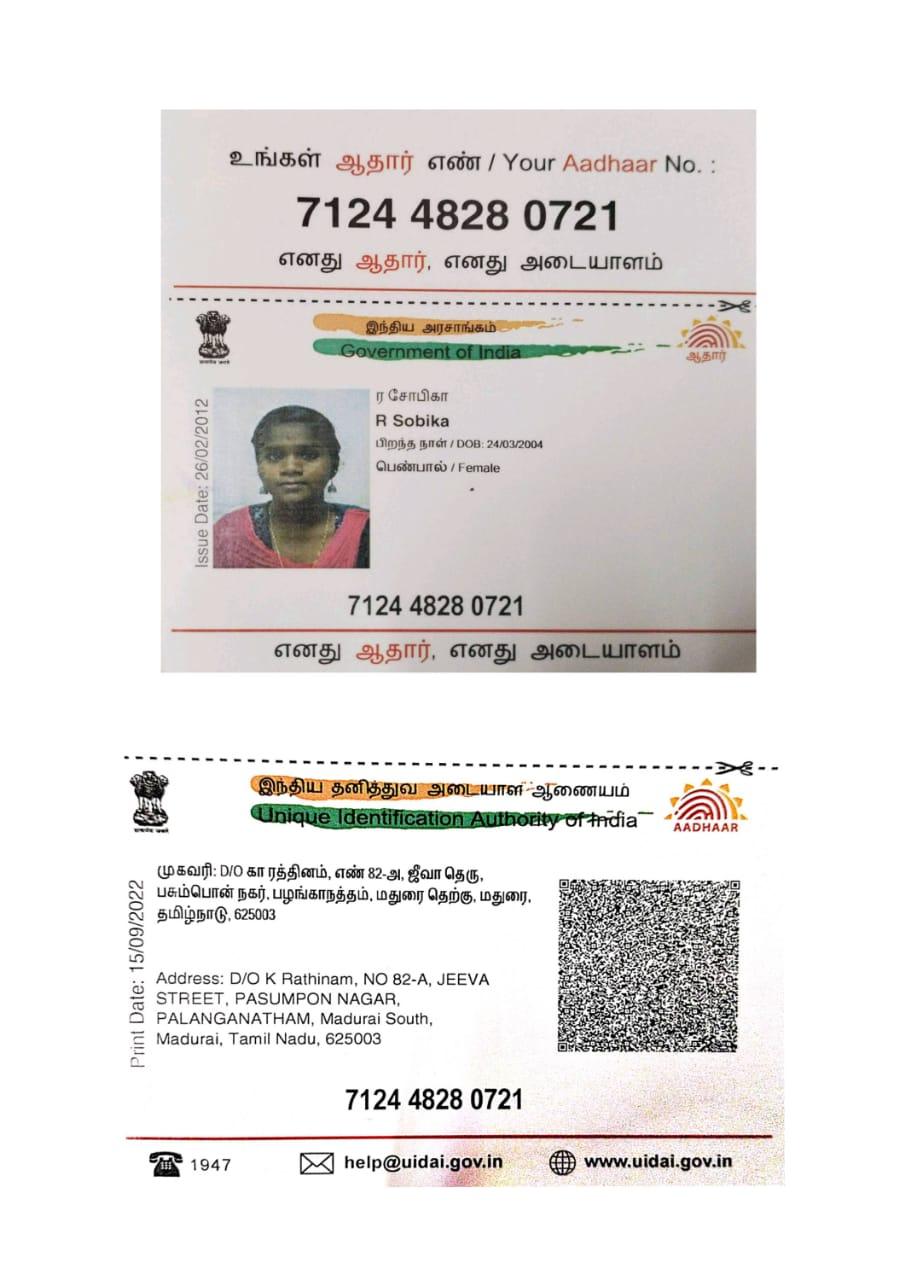 உங்கள் ஆதார் எண் / Your Aadhaar No. :
7124 4828 0721
எனது ஆதார், எனது அடையாளம்
இந்திய அரசாங்கம்
Government of India
ஆதார்
Issue Date: 26/02/2012
ர சோபிகா
R Sobika
பிறந்த நாள் / DOB: 24/03/2004
பெண்பால் / Female
7124 4828 0721
எனது ஆதார், எனது அடையாளம்
இந்திய தனித்துவ அடையாள ஆணையம்
Unique Identification Authority of India
AADHAAR
Print Date: 15/09/2022
முகவரி: D/O கா ரத்தினம், எண் 82-அ, ஜீவா தெரு,
பசும்பொன் நகர், பழங்காநத்தம், மதுரை தெற்கு, மதுரை,
தமிழ்நாடு, 625003
Address: D/O K Rathinam, NO 82-A, JEEVA
STREET, PASUMPON NAGAR,
PALANGANATHAM, Madurai South,
Madurai, Tamil Nadu, 625003
7124 4828 0721
1947
help@uidai.gov.in
www.uidai.gov.in